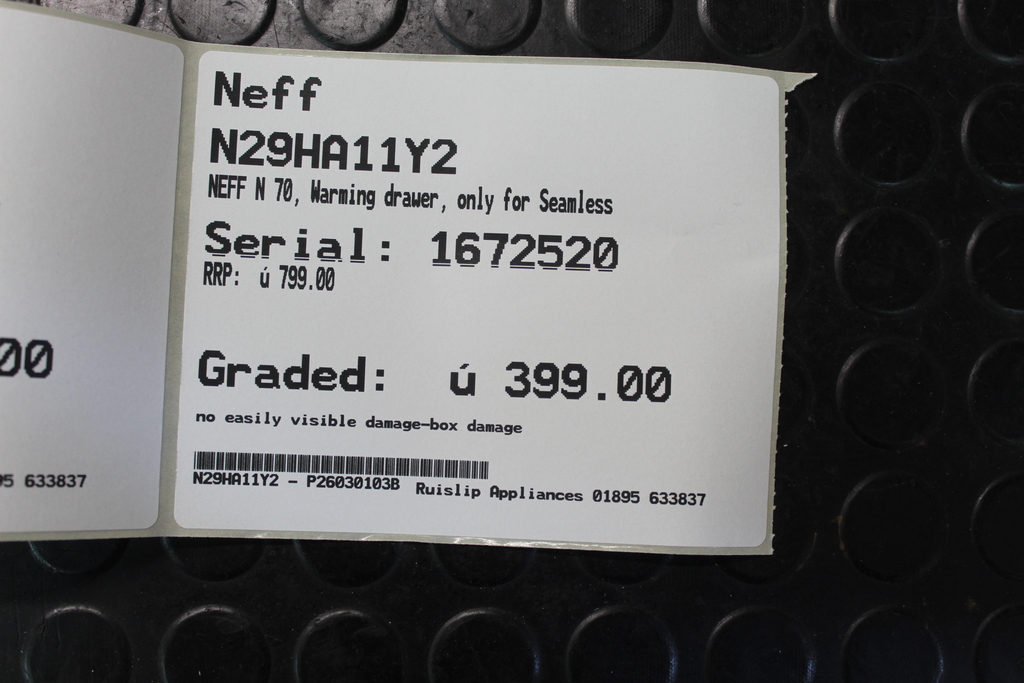 Neff
N29HA11Y2
NEFF N 70, Warming drawer, only for Seamless
Serial: 1672520
RRP: ú 799.00
Graded: ú 399.00
no easily visible damage-box damage
N29HA11Y2 - P26030103B Ruislip Appliances 01895 633837
00
95 633837